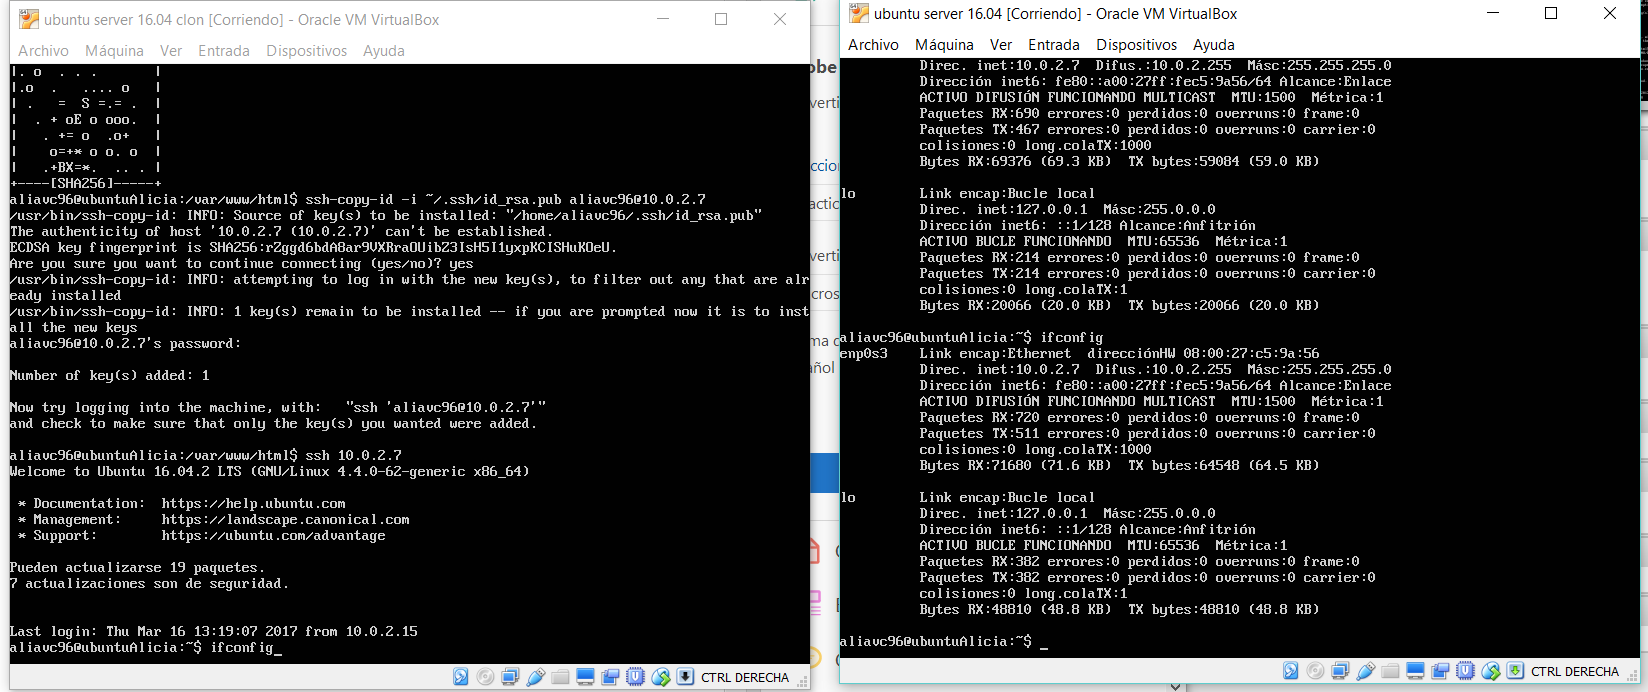 ubuntu server 16.04 clon [Corriendo] - Oracle VM VirtualBox
Archivo Máquina Ver Entrada Dispositivos Ayuda
|. o  . . .       |
|.o  .   .... o   |
| .   =  S =.= .  |
|  . + oE o ooo.  |
|   . += o  .o+   |
|    o=+* o o. o  |
|   .+BX=*.  .. . |
+----[SHA256]-----+
aliavc96@ubuntuAlicia:/var/www/html$ ssh-copy-id -i ~/.ssh/id_rsa.pub aliavc96@10.0.2.7
/usr/bin/ssh-copy-id: INFO: Source of key(s) to be installed: "/home/aliavc96/.ssh/id_rsa.pub"
The authenticity of host '10.0.2.7 (10.0.2.7)' can't be established.
ECDSA key fingerprint is SHA256:rZggd6bdA8ar9VXRraOUibZ3IsH5I1yxpKCISHuKOeU.
Are you sure you want to continue connecting (yes/no)? yes
/usr/bin/ssh-copy-id: INFO: attempting to log in with the new key(s), to filter out any that are alr
eady installed
/usr/bin/ssh-copy-id: INFO: 1 key(s) remain to be installed -- if you are prompted now it is to inst
all the new keys
aliavc96@10.0.2.7's password:
Number of key(s) added: 1
Now try logging into the machine, with:   "ssh 'aliavc96@10.0.2.7'"
and check to make sure that only the key(s) you wanted were added.
aliavc96@ubuntuAlicia:/var/www/html$ ssh 10.0.2.7
Welcome to Ubuntu 16.04.2 LTS (GNU/Linux 4.4.0-62-generic x86_64)
 * Documentation:  https://help.ubuntu.com
 * Management:     https://landscape.canonical.com
 * Support:        https://ubuntu.com/advantage
Pueden actualizarse 19 paquetes.
7 actualizaciones son de seguridad.
Last login: Thu Mar 16 13:19:07 2017 from 10.0.2.15
aliavc96@ubuntuAlicia:~$ ifconfig_
CTRL DERECHA
ubuntu server 16.04 [Corriendo] - Oracle VM VirtualBox
Archivo Máquina Ver Entrada Dispositivos Ayuda
Direc. inet:10.0.2.7  Difus.:10.0.2.255  Másc:255.255.255.0
Dirección inet6: fe80::a00:27ff:fec5:9a56/64 Alcance:Enlace
ACTIVO DIFUSIÓN FUNCIONANDO MULTICAST  MTU:1500  Métrica:1
Paquetes RX:690 errores:0 perdidos:0 overruns:0 frame:0
Paquetes TX:467 errores:0 perdidos:0 overruns:0 carrier:0
colisiones:0 long.colaTX:1000
Bytes RX:69376 (69.3 KB)  TX bytes:59084 (59.0 KB)
lo        Link encap:Bucle local
Direc. inet:127.0.0.1  Másc:255.0.0.0
Dirección inet6: ::1/128 Alcance:Anfitrión
ACTIVO BUCLE FUNCIONANDO  MTU:65536  Métrica:1
Paquetes RX:214 errores:0 perdidos:0 overruns:0 frame:0
Paquetes TX:214 errores:0 perdidos:0 overruns:0 carrier:0
colisiones:0 long.colaTX:1
Bytes RX:20066 (20.0 KB)  TX bytes:20066 (20.0 KB)
aliavc96@ubuntuAlicia:~$ ifconfig
enp0s3    Link encap:Ethernet  direcciónHW 08:00:27:c5:9a:56
Direc. inet:10.0.2.7  Difus.:10.0.2.255  Másc:255.255.255.0
Dirección inet6: fe80::a00:27ff:fec5:9a56/64 Alcance:Enlace
ACTIVO DIFUSIÓN FUNCIONANDO MULTICAST  MTU:1500  Métrica:1
Paquetes RX:720 errores:0 perdidos:0 overruns:0 frame:0
Paquetes TX:511 errores:0 perdidos:0 overruns:0 carrier:0
colisiones:0 long.colaTX:1000
Bytes RX:71680 (71.6 KB)  TX bytes:64548 (64.5 KB)
lo        Link encap:Bucle local
Direc. inet:127.0.0.1  Másc:255.0.0.0
Dirección inet6: ::1/128 Alcance:Anfitrión
ACTIVO BUCLE FUNCIONANDO  MTU:65536  Métrica:1
Paquetes RX:382 errores:0 perdidos:0 overruns:0 frame:0
Paquetes TX:382 errores:0 perdidos:0 overruns:0 carrier:0
colisiones:0 long.colaTX:1
Bytes RX:48810 (48.8 KB)  TX bytes:48810 (48.8 KB)
aliavc96@ubuntuAlicia:~$ _
CTRL DERECHA